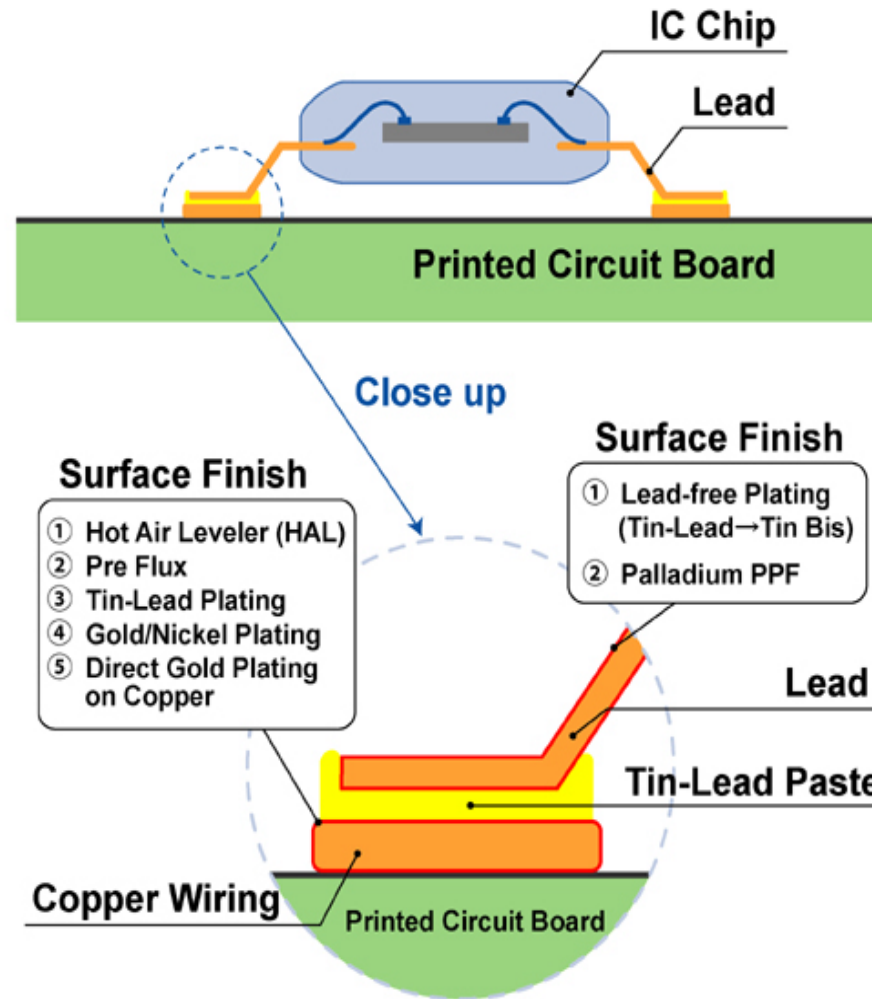 IC Chip
Lead
Printed Circuit Board
Close up
Surface Finish
① Hot Air Leveler (HAL)
② Pre Flux
③ Tin-Lead Plating
④ Gold/Nickel Plating
⑤ Direct Gold Plating
on Copper
Surface Finish
① Lead-free Plating
(Tin-Lead→Tin Bis)
② Palladium PPF
Lead
Tin-Lead Paste
Copper Wiring
Printed Circuit Board